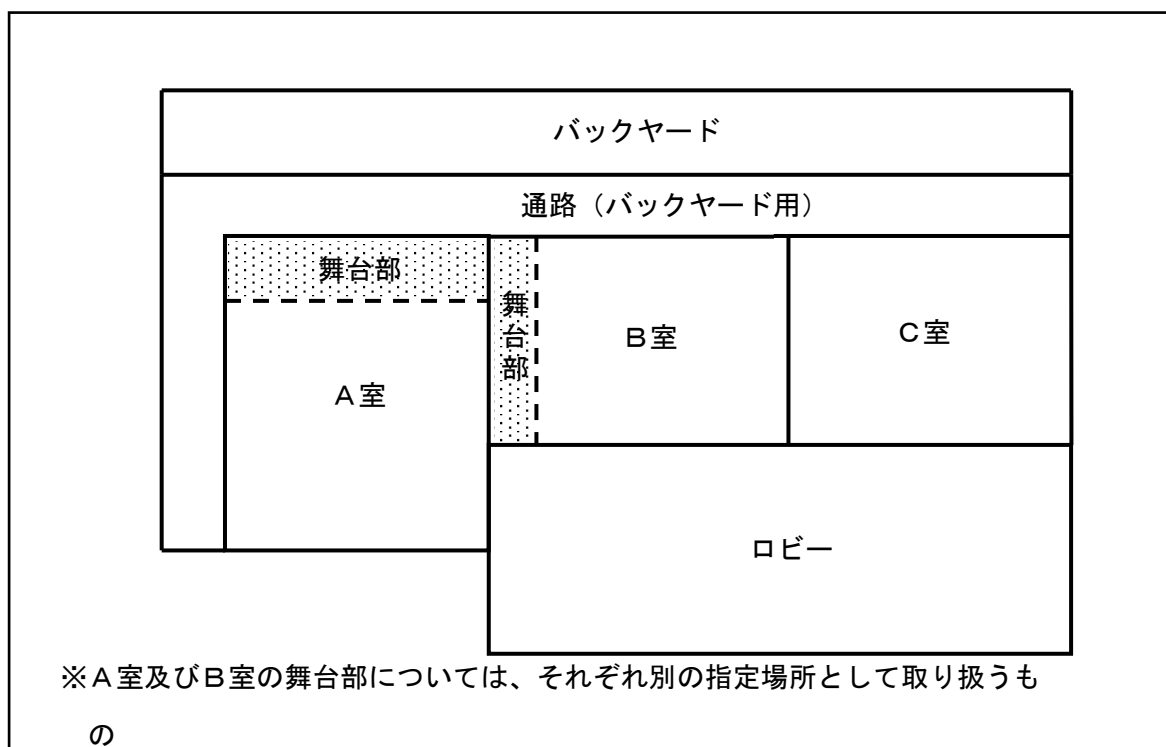 バックヤード
通路（バックヤード用）
舞台部
舞台部
Ｂ室
Ｃ室
Ａ室
ロビー
※Ａ室及びＢ室の舞台部については、それぞれ別の指定場所として取り扱うも
の